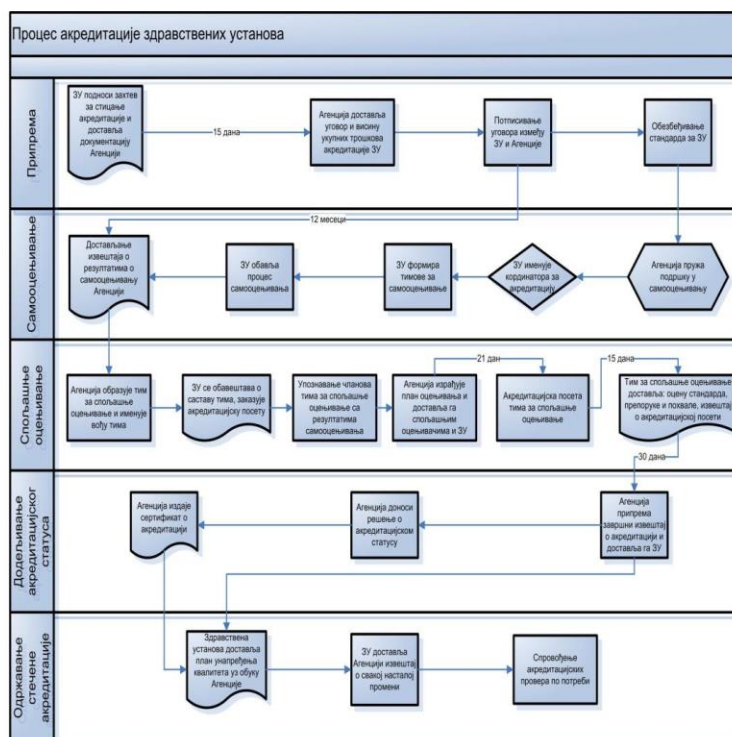 Процес акредитације здравствених установа
Припрема
ЗУ подноси захтев
за стицање
акредитације и
доставља
документацију
Агенцији
15 дана
Агенција доставља
уговор и висину
укупних трошкова
акредитације ЗУ
Потписивање
уговора између
ЗУ и Агенције
Обезбеђивање
стандарда за ЗУ
12 месеци
Самооцењивање
Достављање
извештаја о
резултатима о
самооцењивању
Агенцији
ЗУ обавља
процес
самооцењивања
ЗУ формира
тимове за
самооцењивање
ЗУ именује
кординатора за
акредитацију
Агенција пружа
подршку у
самооцењивању
Спољашње
оцењивање
Агенција образује тим
за спољашње
оцењивање и именује
вођу тима
ЗУ се обавештава о
саставу тима, заказује
акредитацијску посету
Упознавање чланова
тима за спољашње
оцењивање са
резултатима
самооцењивања
Агенција израђује
план оцењивања и
доставља га
спољашњим
оцењивачима и ЗУ
21 дан
Акредитацијска посета
тима за спољашње
оцењивање
15 дана
Тим за спољашње оцењивање
доставља: оцену стандарда,
препоруке и похвале, извештај
о акредитацијској посети
30 дана
Додељивање
акредитацијског
статуса
Агенција издаје
сертификат о
акредитацији
Агенција доноси
решење о
акредитацијском
статусу
Агенција
припрема
завршни извештај
о акредитацији и
доставља га ЗУ
Одржавање
стечене
акредитације
Здравствена
установа доставља
план унапређења
квалитета уз обуку
Агенције
ЗУ доставља
Агенцији извештај
о свакој насталој
промени
Спровођење
акредитацијских
провера по потреби